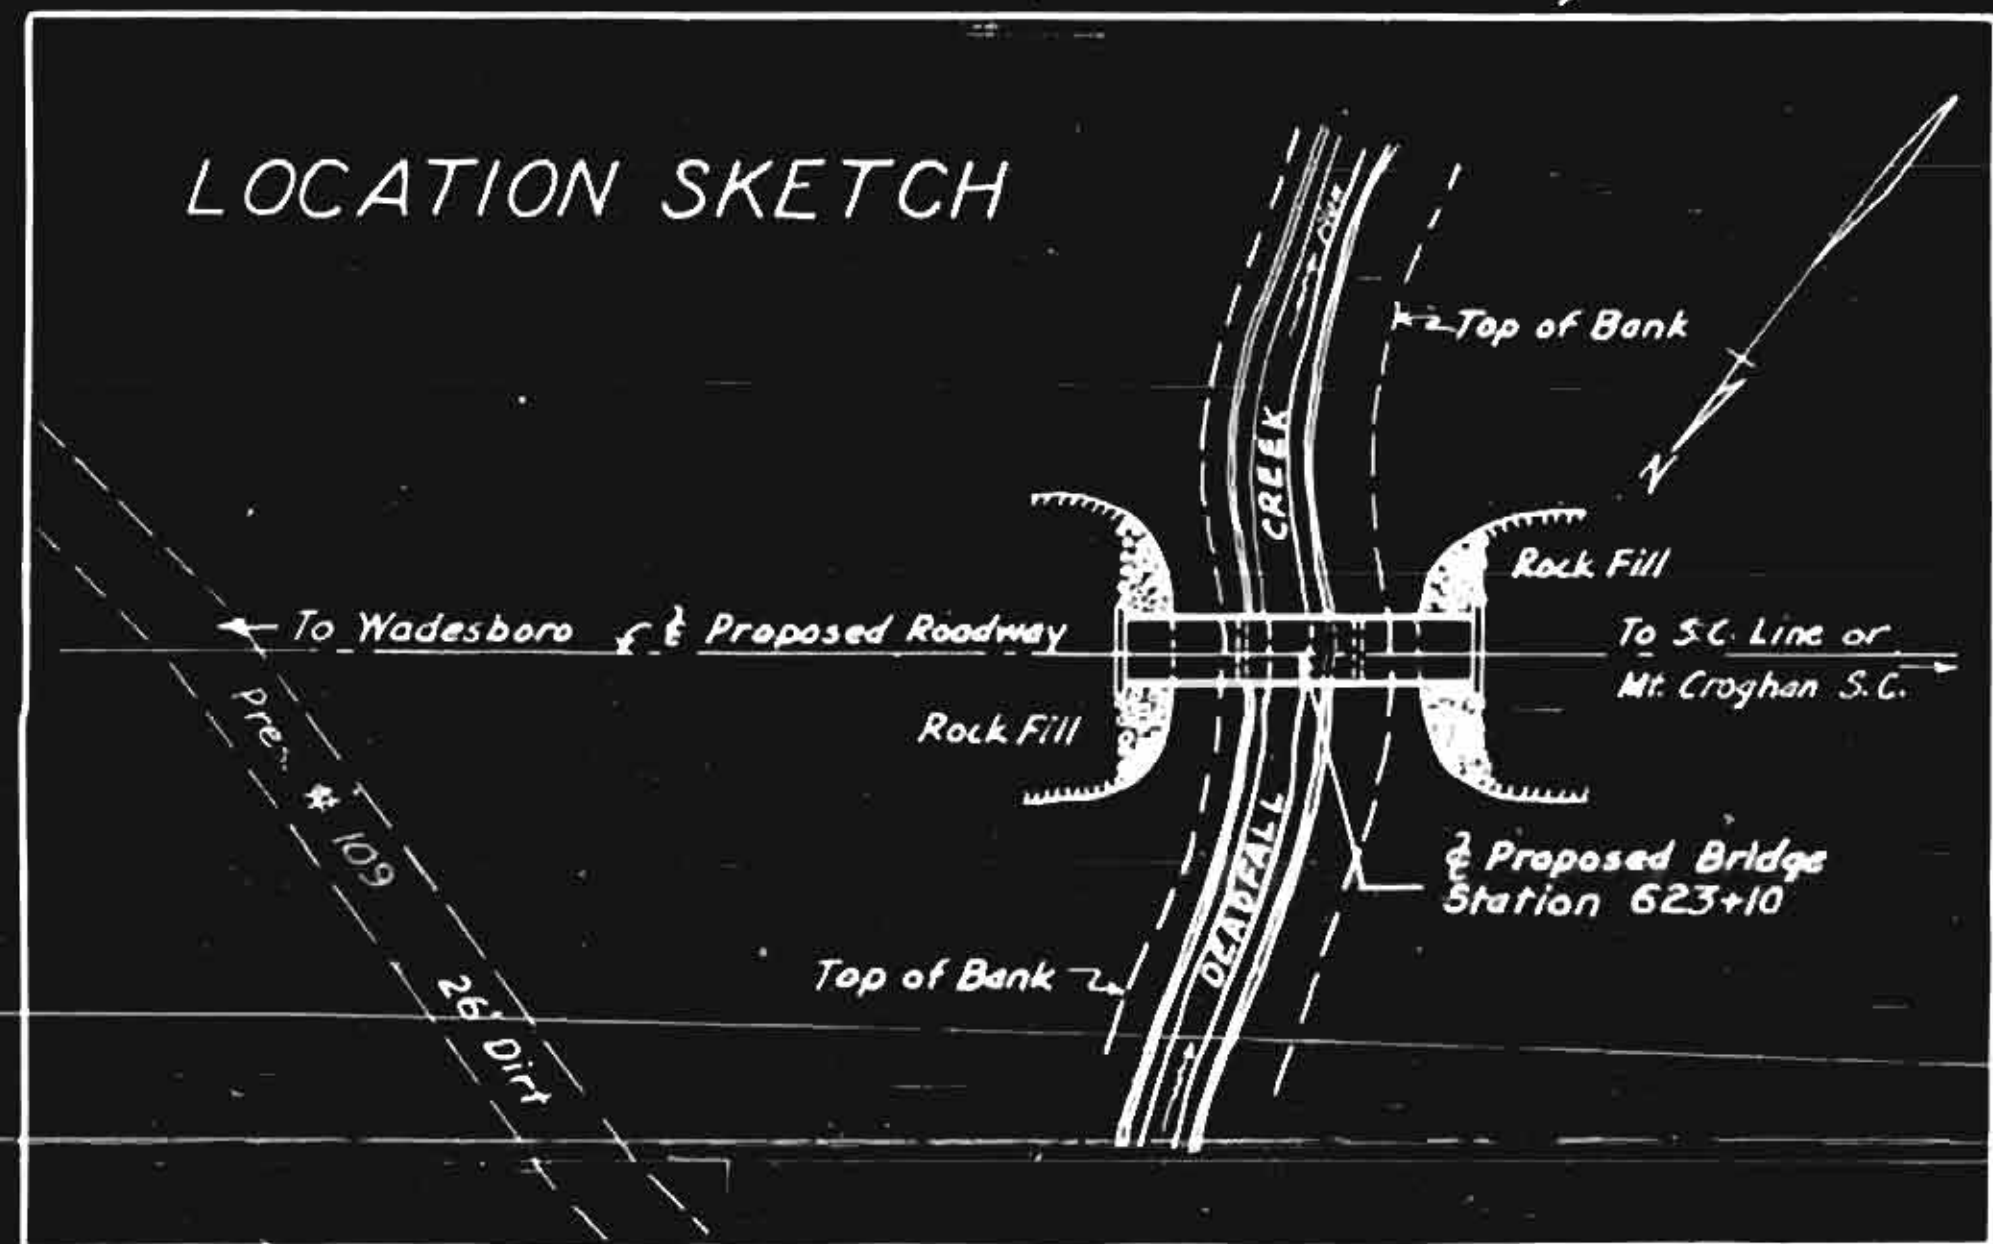 LOCATION SKETCH
Top of Bank
N
CREEK
Rock Fill
To Wadesboro
℄ Proposed Roadway
To S.C. Line or
Mt. Croghan S.C.
Rock Fill
Pres. # 109
26' Dirt
℄ Proposed Bridge
Station 623+10
DEADFALL
Top of Bank